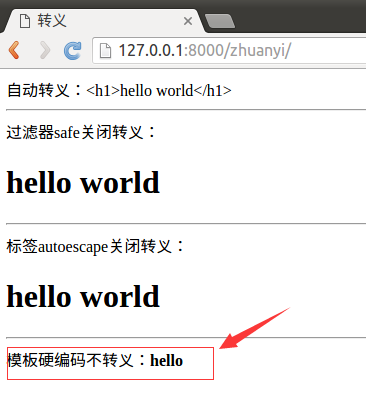 转义
127.0.0.1:8000/zhuanyi/
自动转义：<h1>hello world</h1>
过滤器safe关闭转义：
hello world
标签autoescape关闭转义：
hello world
模板硬编码不转义：hello